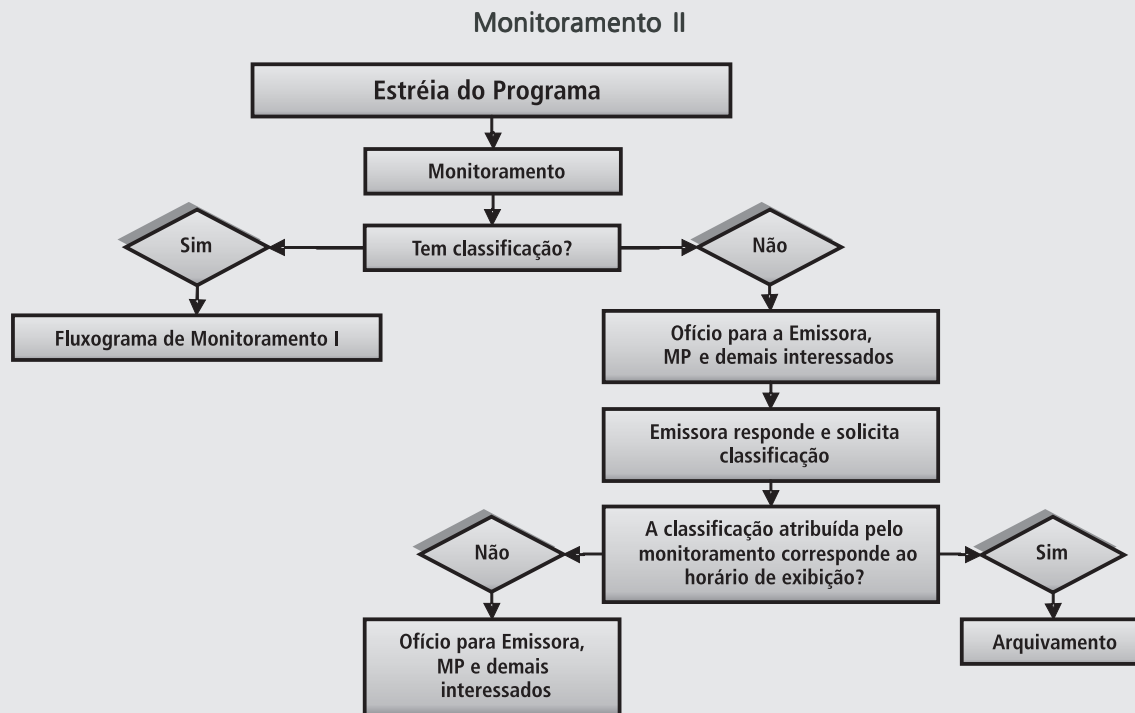 Monitoramento II
Estréia do Programa
Monitoramento
Sim
Tem classificação?
Não
Fluxograma de Monitoramento I
Ofício para a Emissora,
MP e demais interessados
Emissora responde e solicita
classificação
Não
A classificação atribuída pelo
monitoramento corresponde ao
horário de exibição?
Sim
Ofício para Emissora,
MP e demais
interessados
Arquivamento